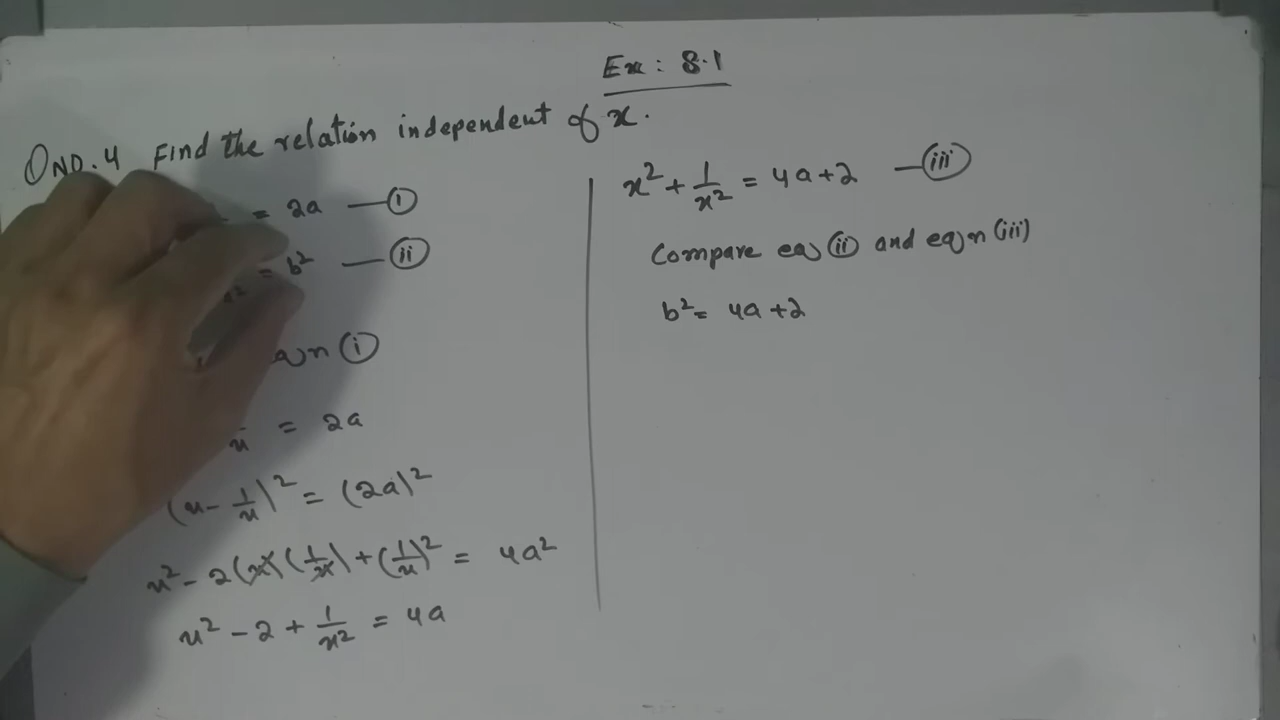 Ex: 8.1
Q NO. 4 Find the relation independent of x.
= 2a —(i)
= b² —(ii)
eqn (i)
x = 2a
(x - 1/x)² = (2a)²
x² - 2(x)(1/x) + (1/x)² = 4a²
x² - 2 + 1/x² = 4a
x² + 1/x² = 4a+2 —(iii)
Compare eq (ii) and eqn (iii)
b² = 4a+2